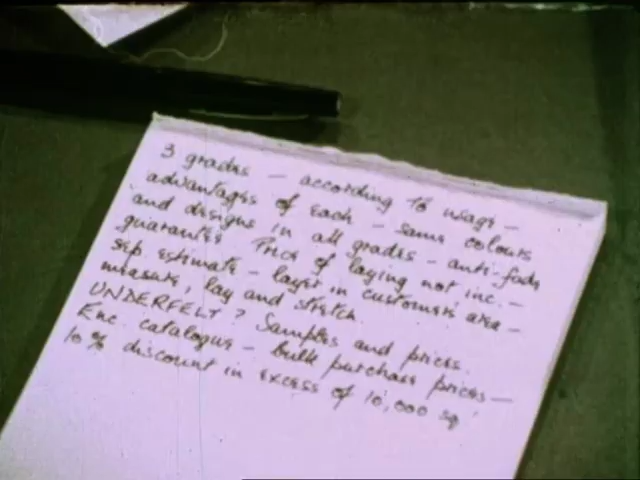 3 grades – according to usage –
advantages of each – same colours
and designs in all grades – anti-fade
guarantee Price of laying not inc. –
sep. estimate – layer in customers area –
measure, lay and stretch.
UNDERFELT? Samples and prices.
Enc. catalogue – bulk purchase prices –
10% discount in excess of 10,000 sq'